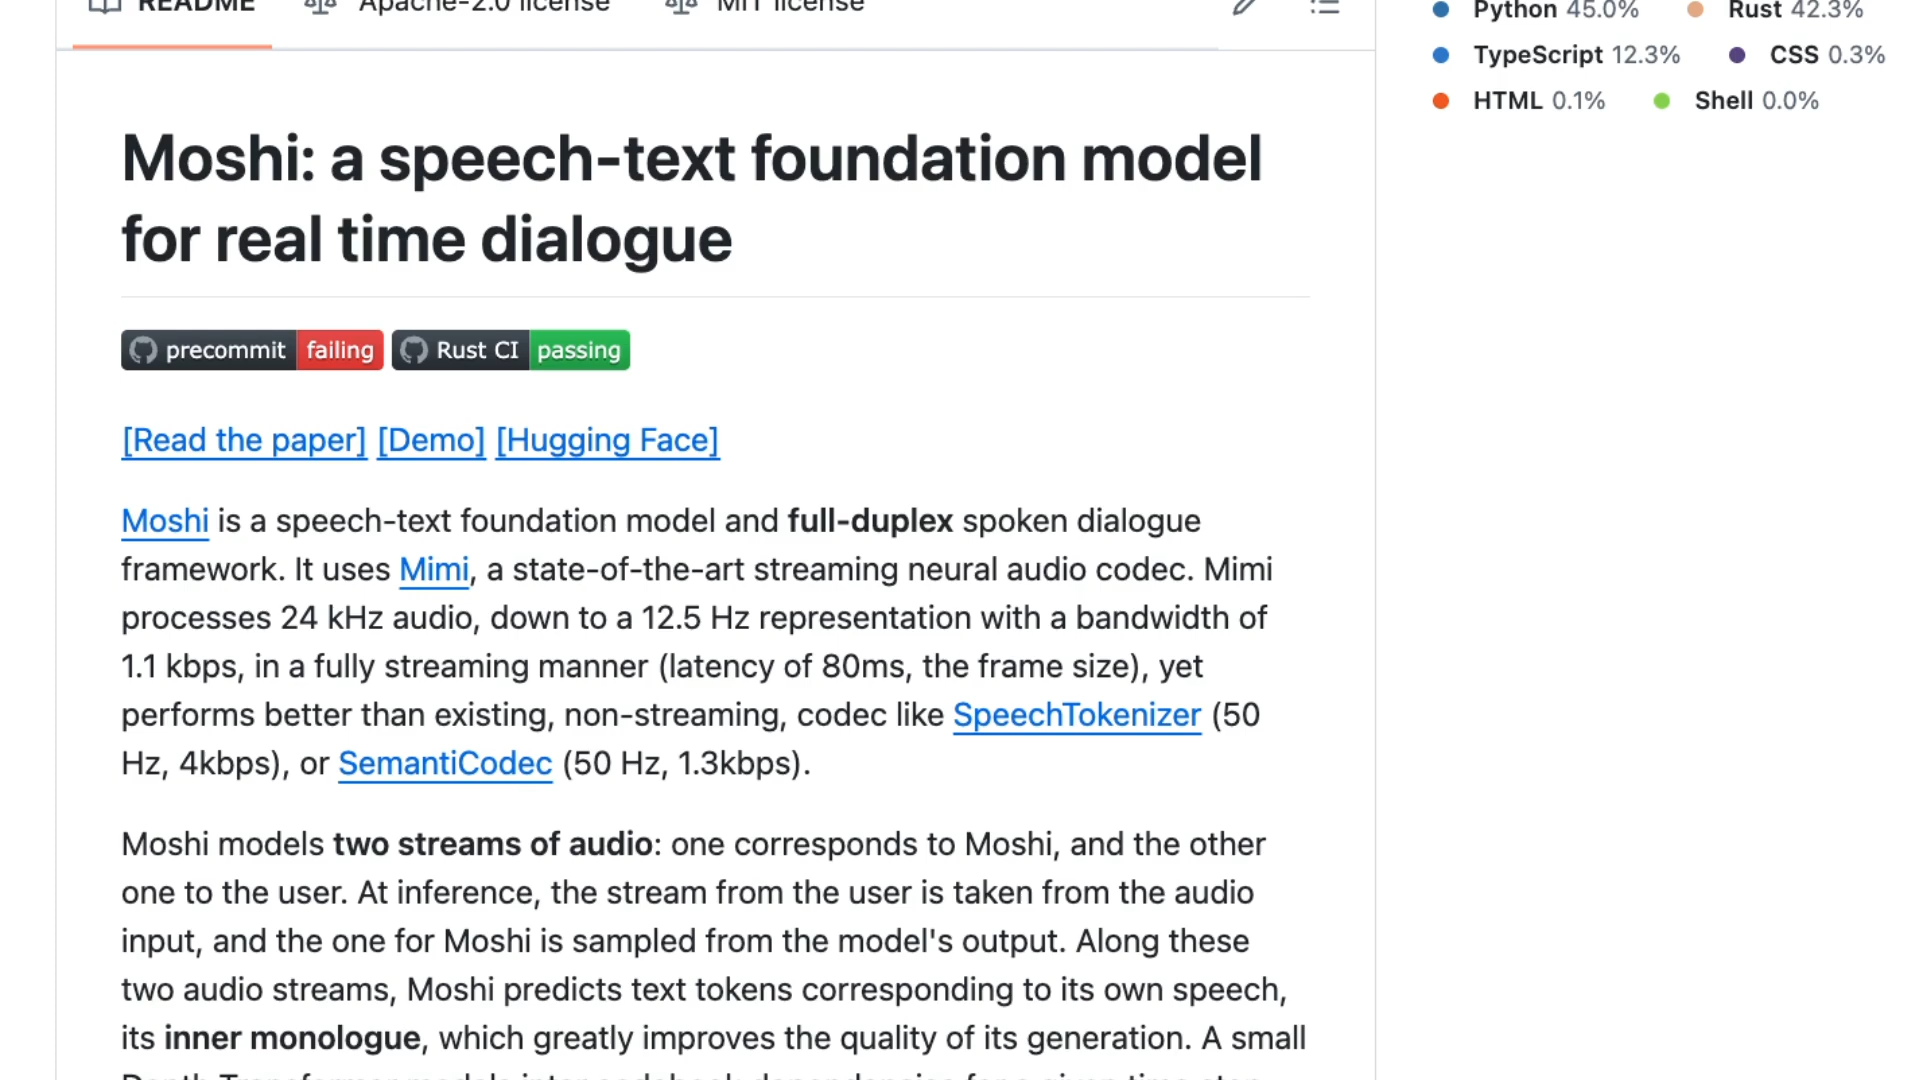 README Apache-2.0 license MIT license
Python 45.0% Rust 42.3%
TypeScript 12.3% CSS 0.3%
HTML 0.1% Shell 0.0%
Moshi: a speech-text foundation model
for real time dialogue
precommit failing Rust CI passing
[Read the paper] [Demo] [Hugging Face]
Moshi is a speech-text foundation model and full-duplex spoken dialogue
framework. It uses Mimi, a state-of-the-art streaming neural audio codec. Mimi
processes 24 kHz audio, down to a 12.5 Hz representation with a bandwidth of
1.1 kbps, in a fully streaming manner (latency of 80ms, the frame size), yet
performs better than existing, non-streaming, codec like SpeechTokenizer (50
Hz, 4kbps), or SemantiCodec (50 Hz, 1.3kbps).
Moshi models two streams of audio: one corresponds to Moshi, and the other
one to the user. At inference, the stream from the user is taken from the audio
input, and the one for Moshi is sampled from the model's output. Along these
two audio streams, Moshi predicts text tokens corresponding to its own speech,
its inner monologue, which greatly improves the quality of its generation. A small